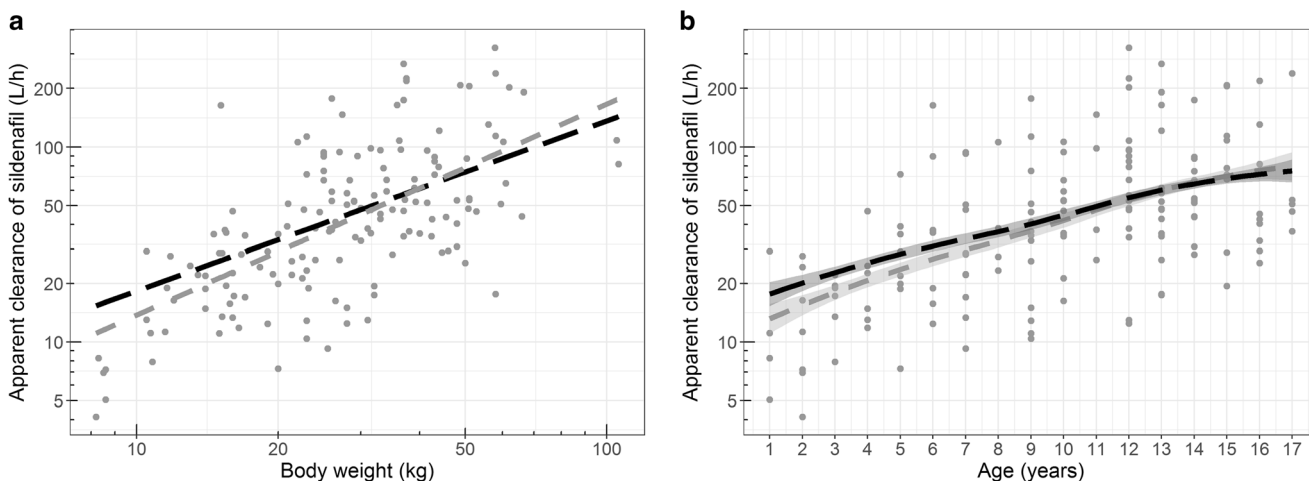 a
Apparent clearance of sildenafil (L/h)
200
100
50
20
10
5
10 20 50 100
Body weight (kg)
b
Apparent clearance of sildenafil (L/h)
200
100
50
20
10
5
1 2 3 4 5 6 7 8 9 10 11 12 13 14 15 16 17
Age (years)